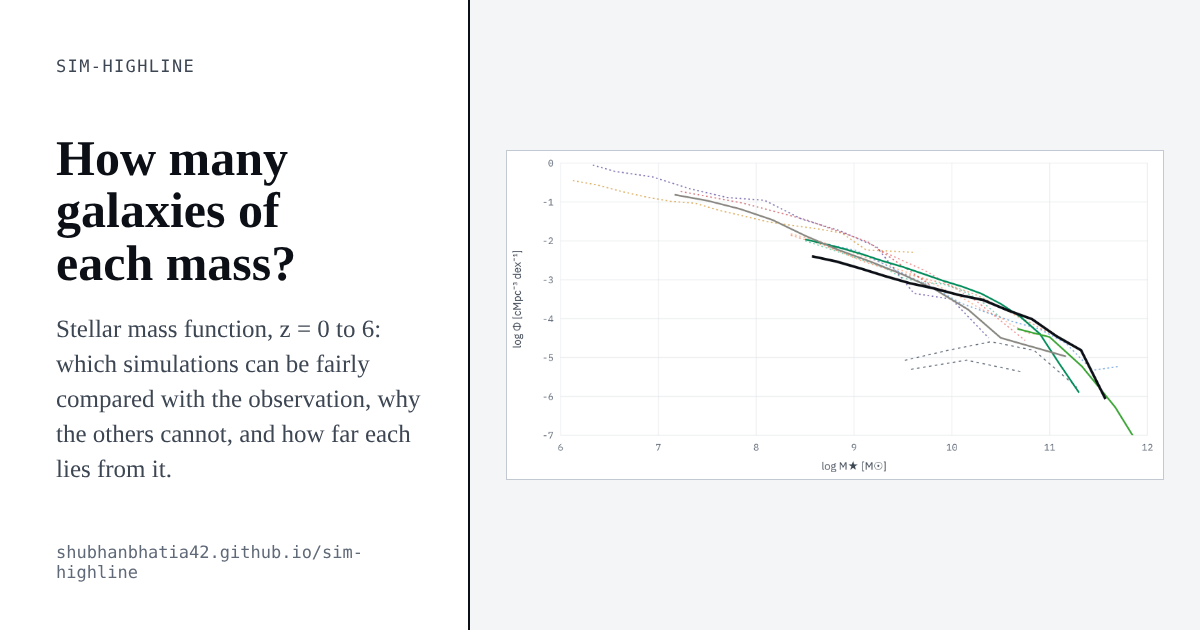 SIM-HIGHLINE
How many
galaxies of
each mass?
Stellar mass function, z = 0 to 6:
which simulations can be fairly
compared with the observation, why
the others cannot, and how far each
lies from it.
shubhanbhatia42.github.io/sim-
highline
log Φ [cMpc⁻³ dex⁻¹]
0
-1
-2
-3
-4
-5
-6
-7
6 7 8 9 10 11 12
log M★ [M☉]